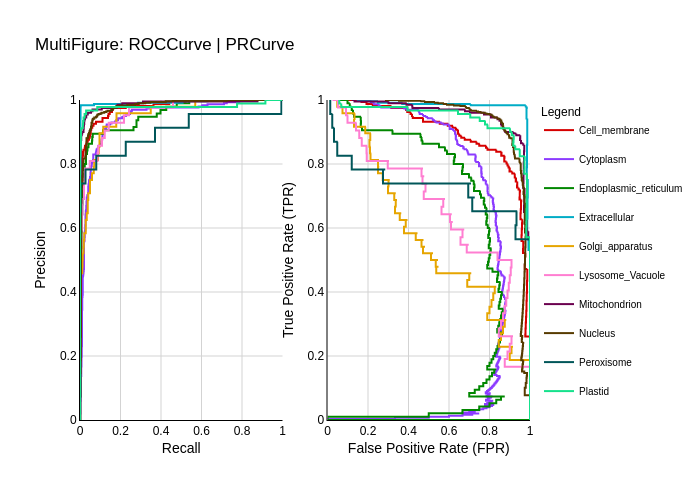 MultiFigure: ROCCurve | PRCurve
1
0.8
0.6
0.4
0.2
0
0 0.2 0.4 0.6 0.8 1
Recall
Precision
1
0.8
0.6
0.4
0.2
0
0 0.2 0.4 0.6 0.8 1
False Positive Rate (FPR)
True Positive Rate (TPR)
Legend
Cell_membrane
Cytoplasm
Endoplasmic_reticulum
Extracellular
Golgi_apparatus
Lysosome_Vacuole
Mitochondrion
Nucleus
Peroxisome
Plastid